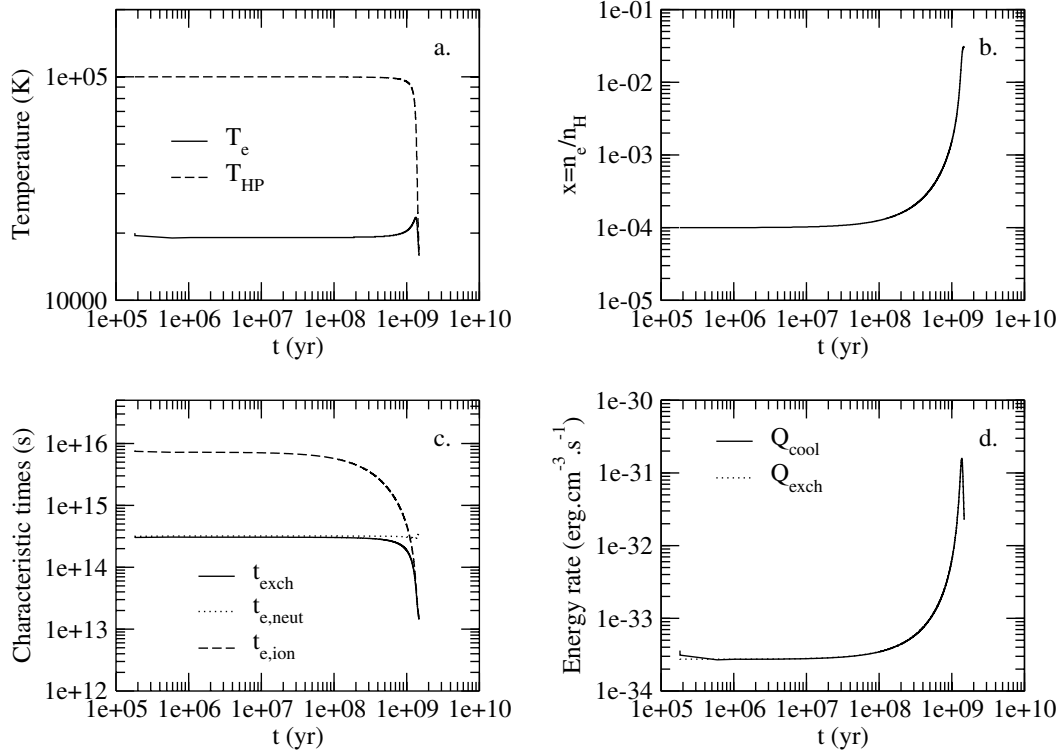 a.
1e+05
10000
Temperature (K)
T_e
T_HP
1e+05 1e+06 1e+07 1e+08 1e+09 1e+10
t (yr)
b.
1e-01
1e-02
1e-03
1e-04
1e-05
x=n_e/n_H
1e+05 1e+06 1e+07 1e+08 1e+09 1e+10
t (yr)
c.
1e+16
1e+15
1e+14
1e+13
1e+12
Characteristic times (s)
t_exch
t_e,neut
t_e,ion
1e+05 1e+06 1e+07 1e+08 1e+09 1e+10
t (yr)
d.
1e-30
1e-31
1e-32
1e-33
1e-34
Energy rate (erg.cm^-3.s^-1)
Q_cool
Q_exch
1e+05 1e+06 1e+07 1e+08 1e+09 1e+10
t (yr)